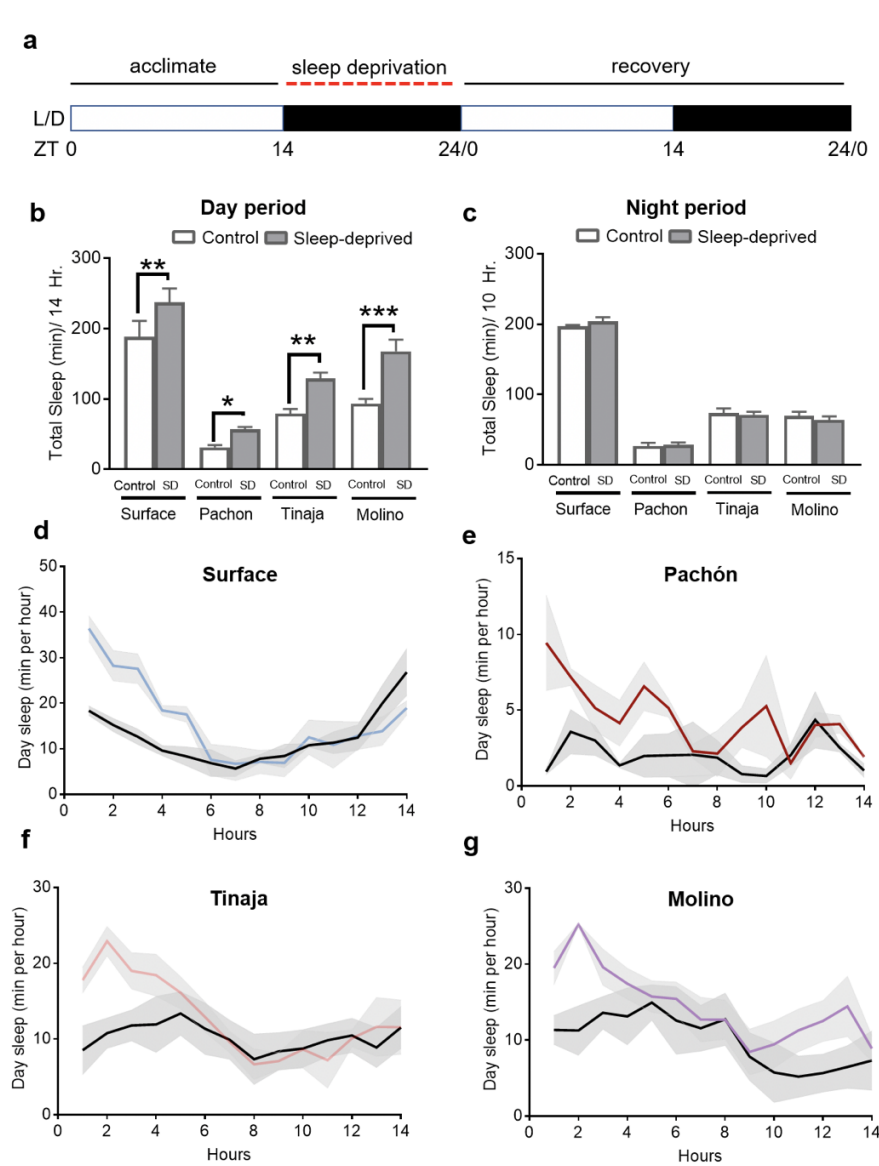 a
acclimate sleep deprivation recovery
L/D
ZT 0 14 24/0 14 24/0
b
Day period
Control Sleep-deprived
Total Sleep (min)/ 14 Hr.
300
200
100
0
** * ** ***
Control SD Control SD Control SD Control SD
Surface Pachon Tinaja Molino
c
Night period
Control Sleep-deprived
Total Sleep (min)/ 10 Hr.
300
200
100
0
Control SD Control SD Control SD Control SD
Surface Pachon Tinaja Molino
d
Surface
Day sleep (min per hour)
50
40
30
20
10
0
0 2 4 6 8 10 12 14
Hours
e
Pachón
Day sleep (min per hour)
15
10
5
0
0 2 4 6 8 10 12 14
Hours
f
Tinaja
Day sleep (min per hour)
30
20
10
0
0 2 4 6 8 10 12 14
Hours
g
Molino
Day sleep (min per hour)
30
20
10
0
0 2 4 6 8 10 12 14
Hours